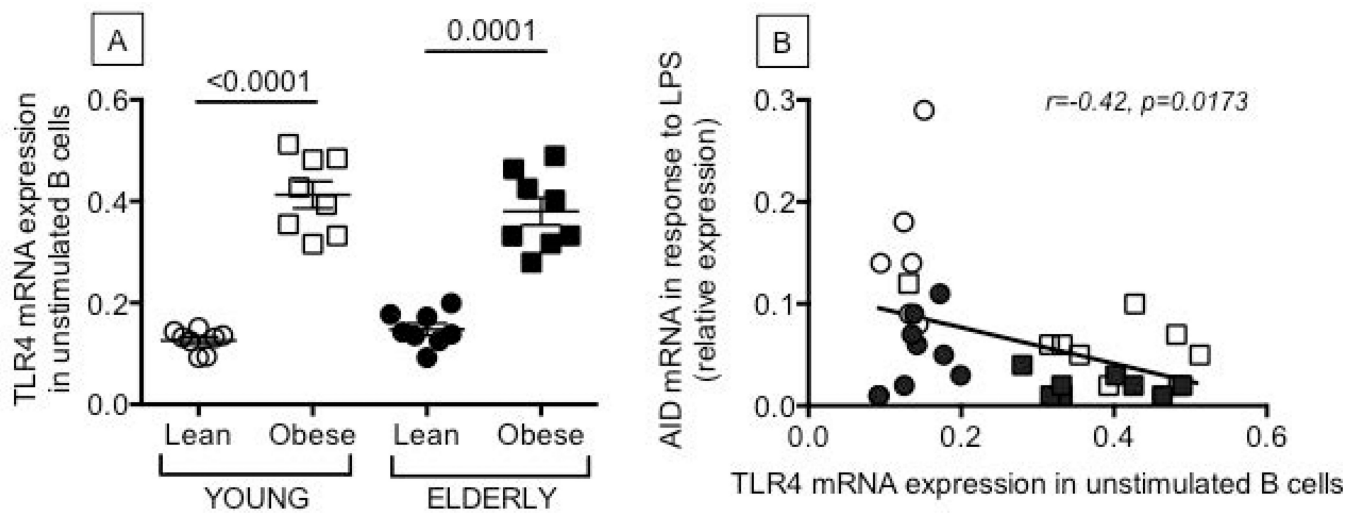 A
<0.0001
0.0001
TLR4 mRNA expression
in unstimulated B cells
0.6
0.4
0.2
0.0
Lean
Obese
Lean
Obese
YOUNG
ELDERLY
B
r=-0.42, p=0.0173
AID mRNA in response to LPS
(relative expression)
0.3
0.2
0.1
0.0
0.0
0.2
0.4
0.6
TLR4 mRNA expression in unstimulated B cells